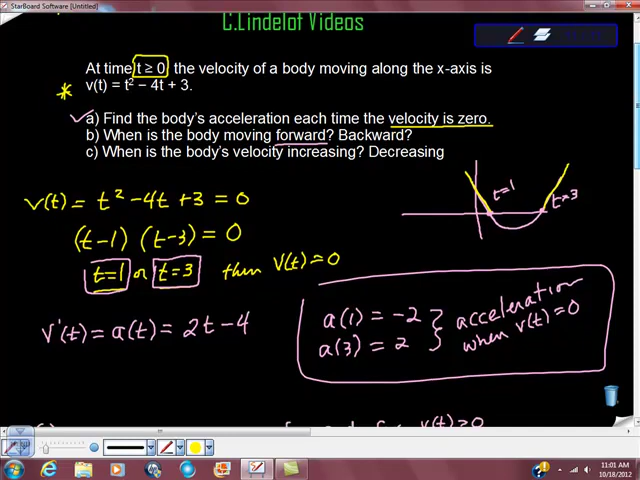 StarBoard Software [Untitled]
C.Lindelof Videos
At time t ≥ 0, the velocity of a body moving along the x-axis is
* v(t) = t² − 4t + 3.
a) Find the body's acceleration each time the velocity is zero.
b) When is the body moving forward? Backward?
c) When is the body's velocity increasing? Decreasing
t=1
t=3
v(t) = t² − 4t + 3 = 0
(t−1) (t−3) = 0
t=1 or t=3 then v(t) = 0
v'(t) = a(t) = 2t − 4
a(1) = −2
a(3) = 2
acceleration
when v(t) = 0
v(t) ≥ 0
11:01 AM
10/18/2012